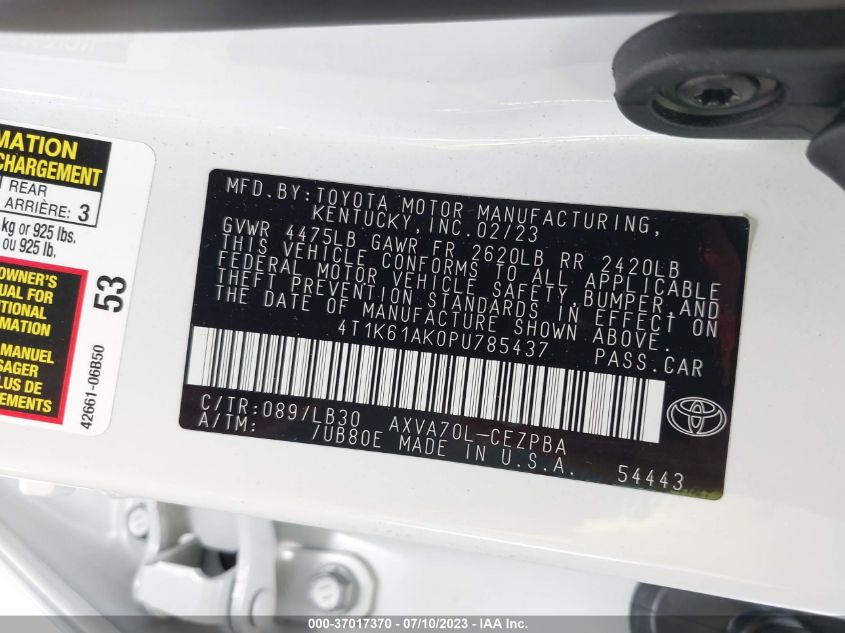 MATION
CHARGEMENT
REAR
ARRIÈRE: 3
kg or 925 lbs.
ou 925 lb.
OWNER'S
UAL FOR
TIONAL
RMATION
MANUEL
SAGER
LUS DE
EMENTS
53
42661-06B50
MFD.BY:TOYOTA MOTOR MANUFACTURING,
KENTUCKY, INC. 02/23
GVWR 4475LB GAWR FR 2620LB RR 2420LB
THIS VEHICLE CONFORMS TO ALL APPLICABLE
FEDERAL MOTOR VEHICLE SAFETY,BUMPER,AND
THEFT PREVENTION STANDARDS IN EFFECT ON
THE DATE OF MANUFACTURE SHOWN ABOVE.
4T1K61AK0PU785437 PASS.CAR
C/TR:089/LB30 AXVA70L-CEZPBA
A/TM: /UB80E MADE IN U.S.A. 54443
000-37017370 - 07/10/2023 - IAA Inc.